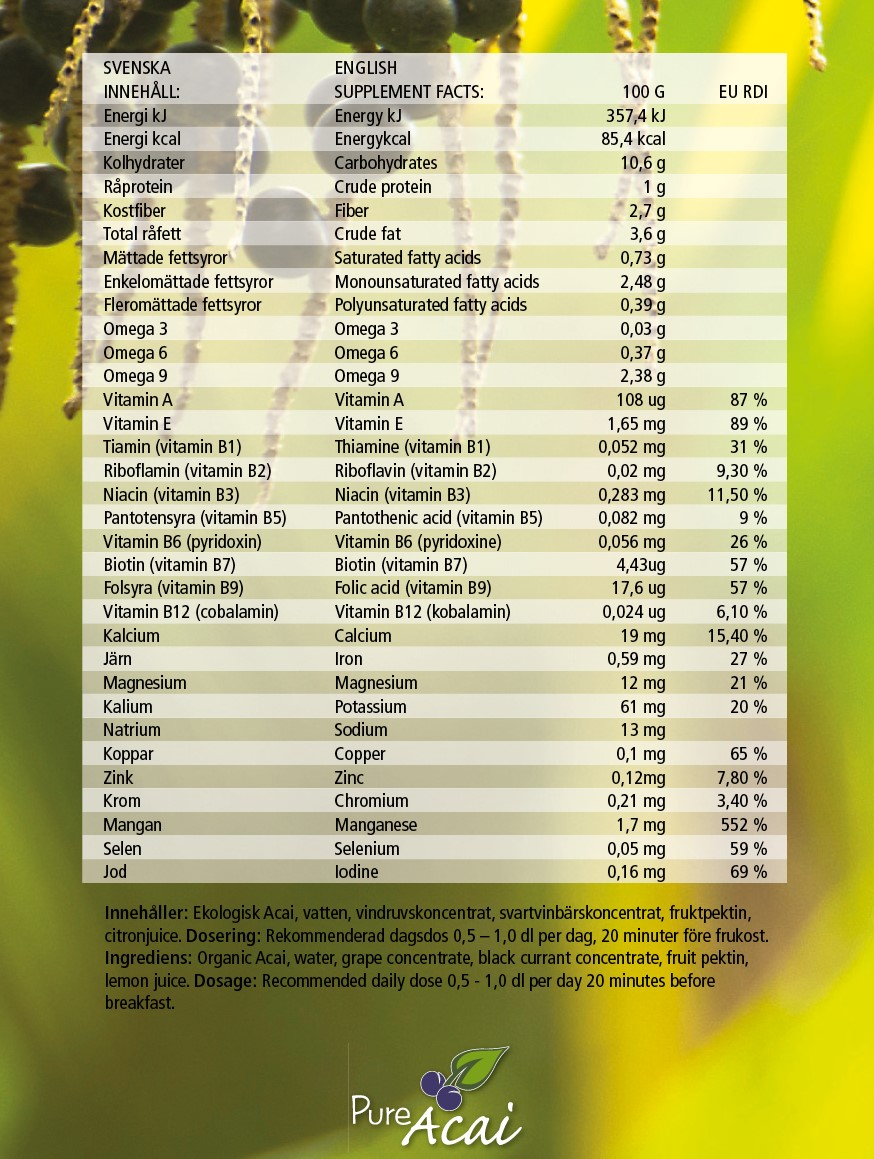 SVENSKA ENGLISH
INNEHÅLL: SUPPLEMENT FACTS: 100 G EU RDI
Energi kJ Energy kJ 357,4 kJ
Energi kcal Energykcal 85,4 kcal
Kolhydrater Carbohydrates 10,6 g
Råprotein Crude protein 1 g
Kostfiber Fiber 2,7 g
Total råfett Crude fat 3,6 g
Mättade fettsyror Saturated fatty acids 0,73 g
Enkelomättade fettsyror Monounsaturated fatty acids 2,48 g
Fleromättade fettsyror Polyunsaturated fatty acids 0,39 g
Omega 3 Omega 3 0,03 g
Omega 6 Omega 6 0,37 g
Omega 9 Omega 9 2,38 g
Vitamin A Vitamin A 108 ug 87 %
Vitamin E Vitamin E 1,65 mg 89 %
Tiamin (vitamin B1) Thiamine (vitamin B1) 0,052 mg 31 %
Riboflamin (vitamin B2) Riboflavin (vitamin B2) 0,02 mg 9,30 %
Niacin (vitamin B3) Niacin (vitamin B3) 0,283 mg 11,50 %
Pantotensyra (vitamin B5) Pantothenic acid (vitamin B5) 0,082 mg 9 %
Vitamin B6 (pyridoxin) Vitamin B6 (pyridoxine) 0,056 mg 26 %
Biotin (vitamin B7) Biotin (vitamin B7) 4,43ug 57 %
Folsyra (vitamin B9) Folic acid (vitamin B9) 17,6 ug 57 %
Vitamin B12 (cobalamin) Vitamin B12 (kobalamin) 0,024 ug 6,10 %
Kalcium Calcium 19 mg 15,40 %
Järn Iron 0,59 mg 27 %
Magnesium Magnesium 12 mg 21 %
Kalium Potassium 61 mg 20 %
Natrium Sodium 13 mg
Koppar Copper 0,1 mg 65 %
Zink Zinc 0,12mg 7,80 %
Krom Chromium 0,21 mg 3,40 %
Mangan Manganese 1,7 mg 552 %
Selen Selenium 0,05 mg 59 %
Jod Iodine 0,16 mg 69 %
Innehåller: Ekologisk Acai, vatten, vindruvskoncentrat, svartvinbärskoncentrat, fruktpektin,
citronjuice. Dosering: Rekommenderad dagsdos 0,5 – 1,0 dl per dag, 20 minuter före frukost.
Ingrediens: Organic Acai, water, grape concentrate, black currant concentrate, fruit pektin,
lemon juice. Dosage: Recommended daily dose 0,5 - 1,0 dl per day 20 minutes before
breakfast.
Pure Acai